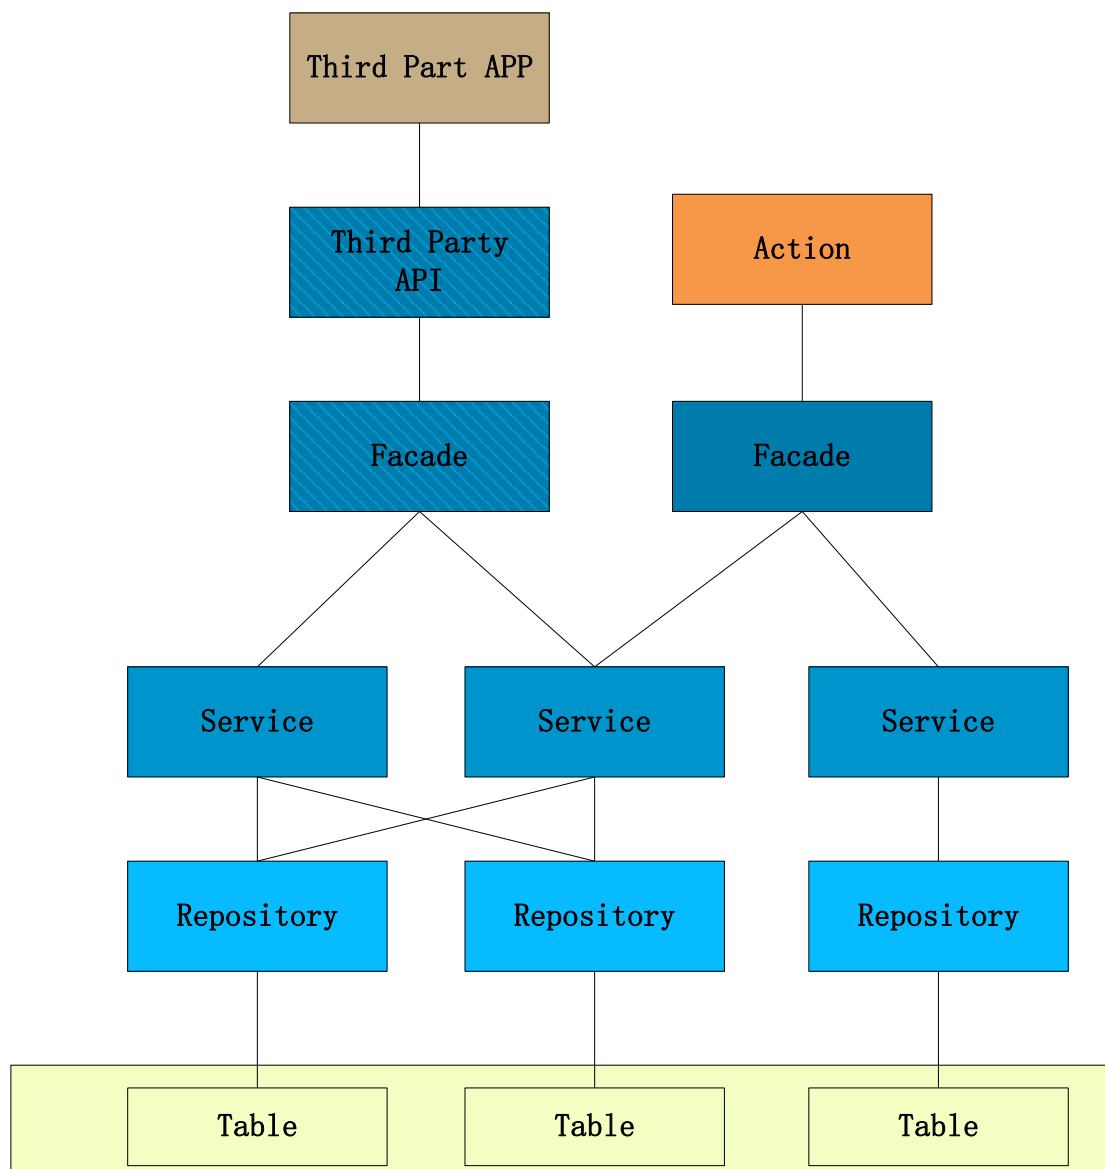 Third Part APP
Third Party
API
Action
Facade
Facade
Service
Service
Service
Repository
Repository
Repository
Table
Table
Table